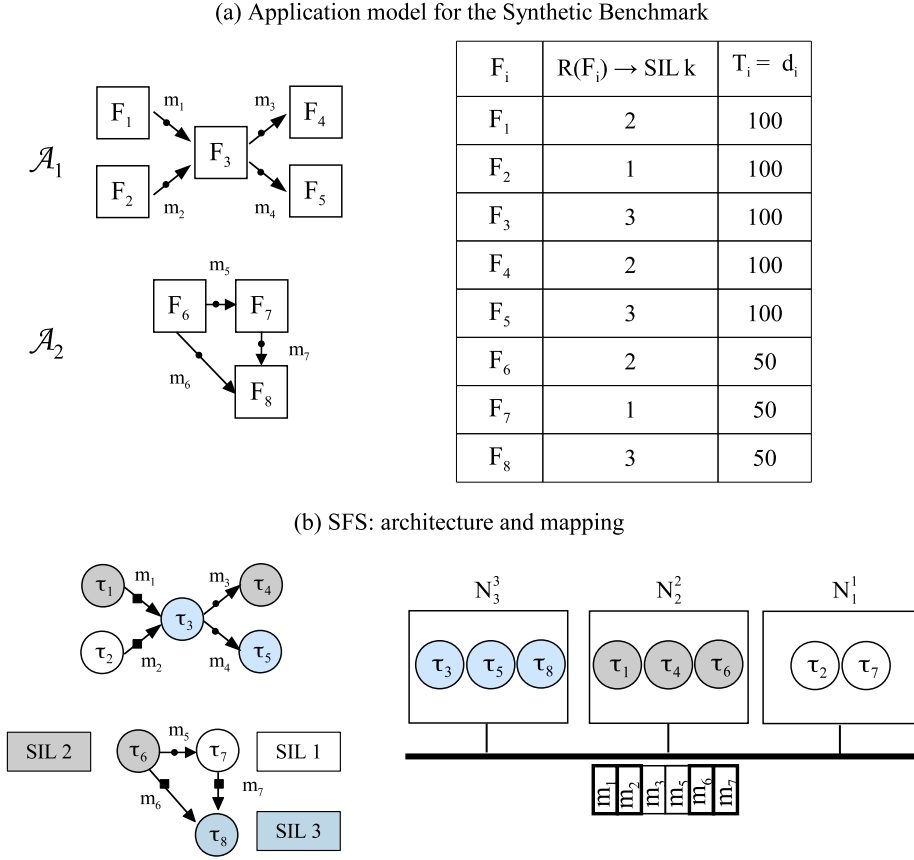 (a) Application model for the Synthetic Benchmark
𝒜₁
F₁
m₁
m₃
F₄
F₃
F₂
m₂
m₄
F₅
𝒜₂
m₅
F₆
F₇
m₆
m₇
F₈
Fᵢ R(Fᵢ) → SIL k Tᵢ = dᵢ
F₁ 2 100
F₂ 1 100
F₃ 3 100
F₄ 2 100
F₅ 3 100
F₆ 2 50
F₇ 1 50
F₈ 3 50
(b) SFS: architecture and mapping
τ₁
m₁
m₃
τ₄
τ₃
τ₂
m₂
m₄
τ₅
SIL 2
τ₆
m₅
τ₇
SIL 1
m₆
m₇
τ₈
SIL 3
N₃³
N₂²
N₁¹
τ₃ τ₅ τ₈
τ₁ τ₄ τ₆
τ₂ τ₇
m₁ m₂ m₃ m₅ m₆ m₇